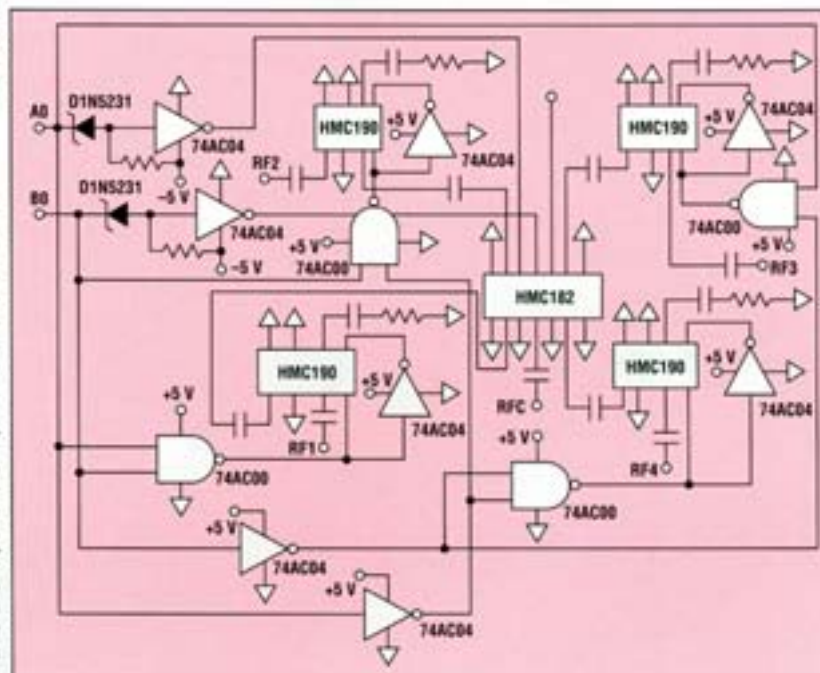 A0
D1N5231
74AC04
–5 V
B0
D1N5231
74AC04
–5 V
RF2
HMC190
+5 V
74AC04
+5 V
74AC00
HMC182
RFC
HMC190
+5 V
74AC04
74AC00
+5 V
RF3
HMC190
+5 V
74AC04
RF4
HMC190
+5 V
74AC04
RF1
+5 V
74AC00
+5 V
74AC00
+5 V
74AC04
+5 V
74AC04